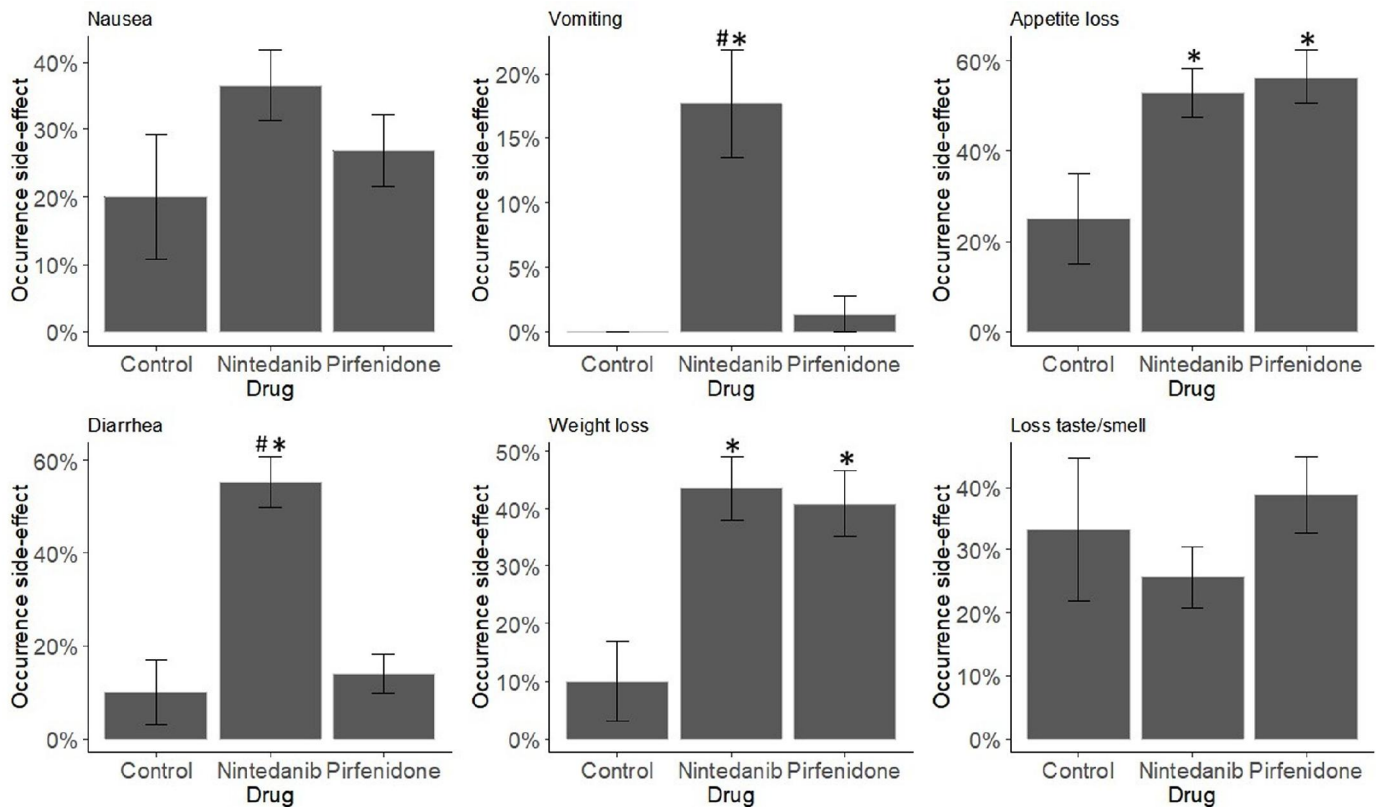 Nausea
Occurrence side-effect
40%
30%
20%
10%
0%
Control Nintedanib Pirfenidone
Drug
Vomiting
Occurrence side-effect
20%
15%
10%
5%
0%
#*
Control Nintedanib Pirfenidone
Drug
Appetite loss
Occurrence side-effect
60%
40%
20%
0%
* *
Control Nintedanib Pirfenidone
Drug
Diarrhea
Occurrence side-effect
60%
40%
20%
0%
#*
Control Nintedanib Pirfenidone
Drug
Weight loss
Occurrence side-effect
50%
40%
30%
20%
10%
0%
* *
Control Nintedanib Pirfenidone
Drug
Loss taste/smell
Occurrence side-effect
40%
30%
20%
10%
0%
Control Nintedanib Pirfenidone
Drug